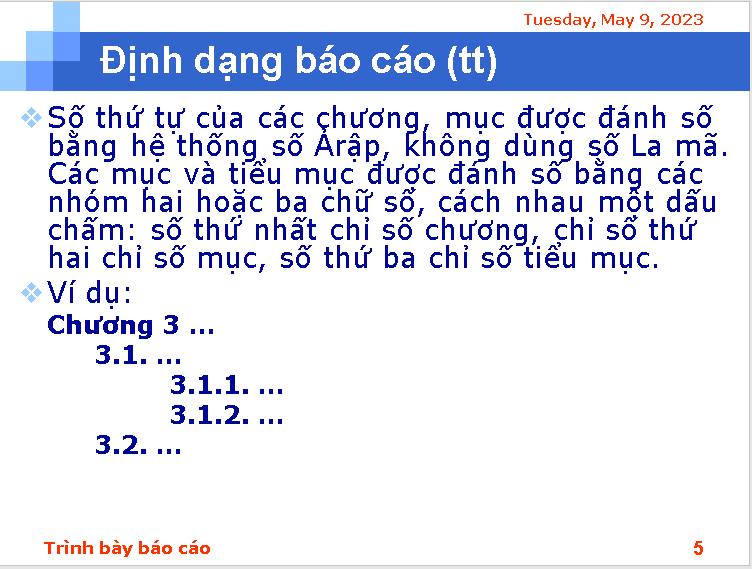 Tuesday, May 9, 2023
Định dạng báo cáo (tt)
Số thứ tự của các chương, mục được đánh số
bằng hệ thống số Ảrập, không dùng số La mã.
Các mục và tiểu mục được đánh số bằng các
nhóm hai hoặc ba chữ số, cách nhau một dấu
chấm: số thứ nhất chỉ số chương, chỉ số thứ
hai chỉ số mục, số thứ ba chỉ số tiểu mục.
Ví dụ:
Chương 3 ...
3.1. ...
3.1.1. ...
3.1.2. ...
3.2. ...
Trình bày báo cáo
5